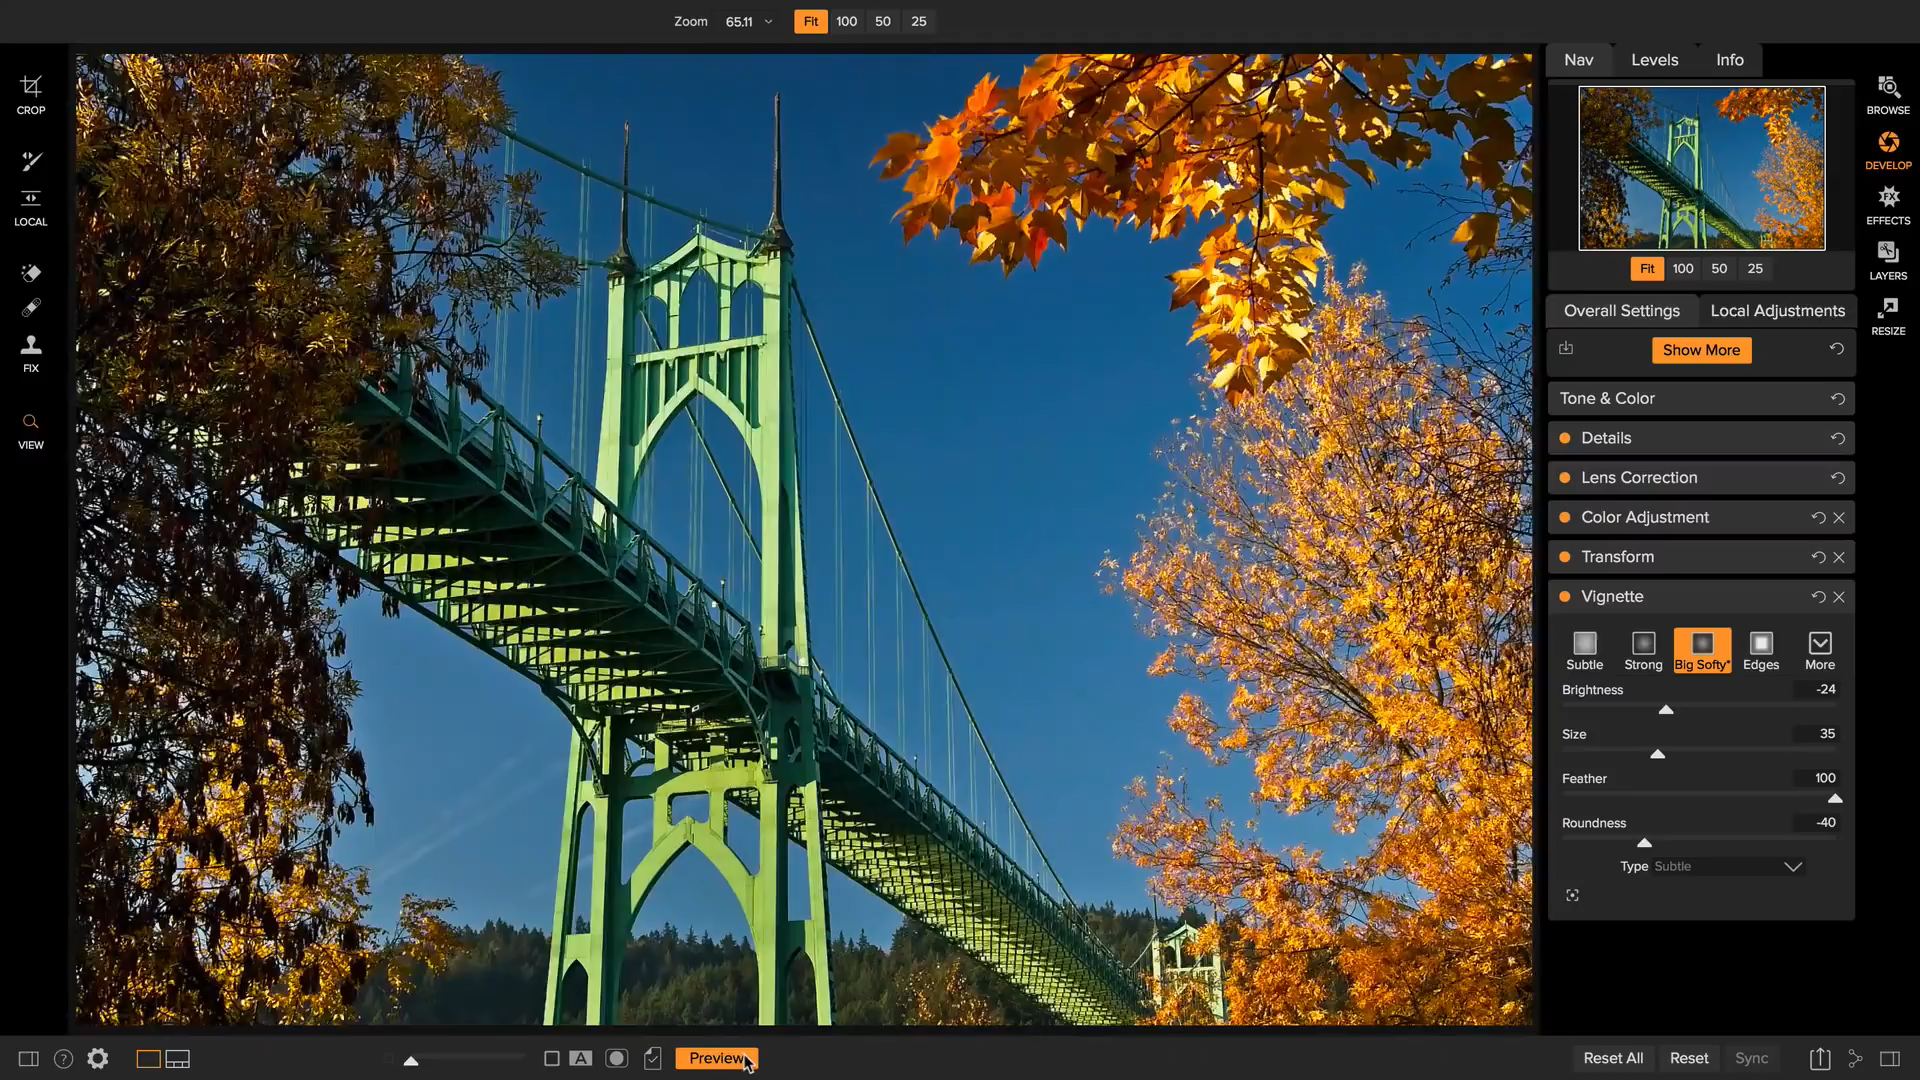 Zoom 65.11 Fit 100 50 25
CROP
LOCAL
FIX
VIEW
Nav Levels Info
Fit 100 50 25
Overall Settings Local Adjustments
Show More
Tone & Color
Details
Lens Correction
Color Adjustment
Transform
Vignette
Subtle Strong Big Softy* Edges More
Brightness -24
Size 35
Feather 100
Roundness -40
Type Subtle
BROWSE
DEVELOP
FX
EFFECTS
LAYERS
RESIZE
? A Preview
Reset All Reset Sync